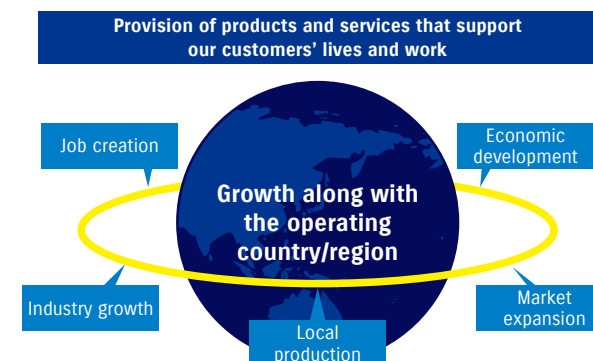 Provision of products and services that support
our customers’ lives and work
Job creation
Economic
development
Growth along with
the operating
country/region
Industry growth
Market
expansion
Local
production